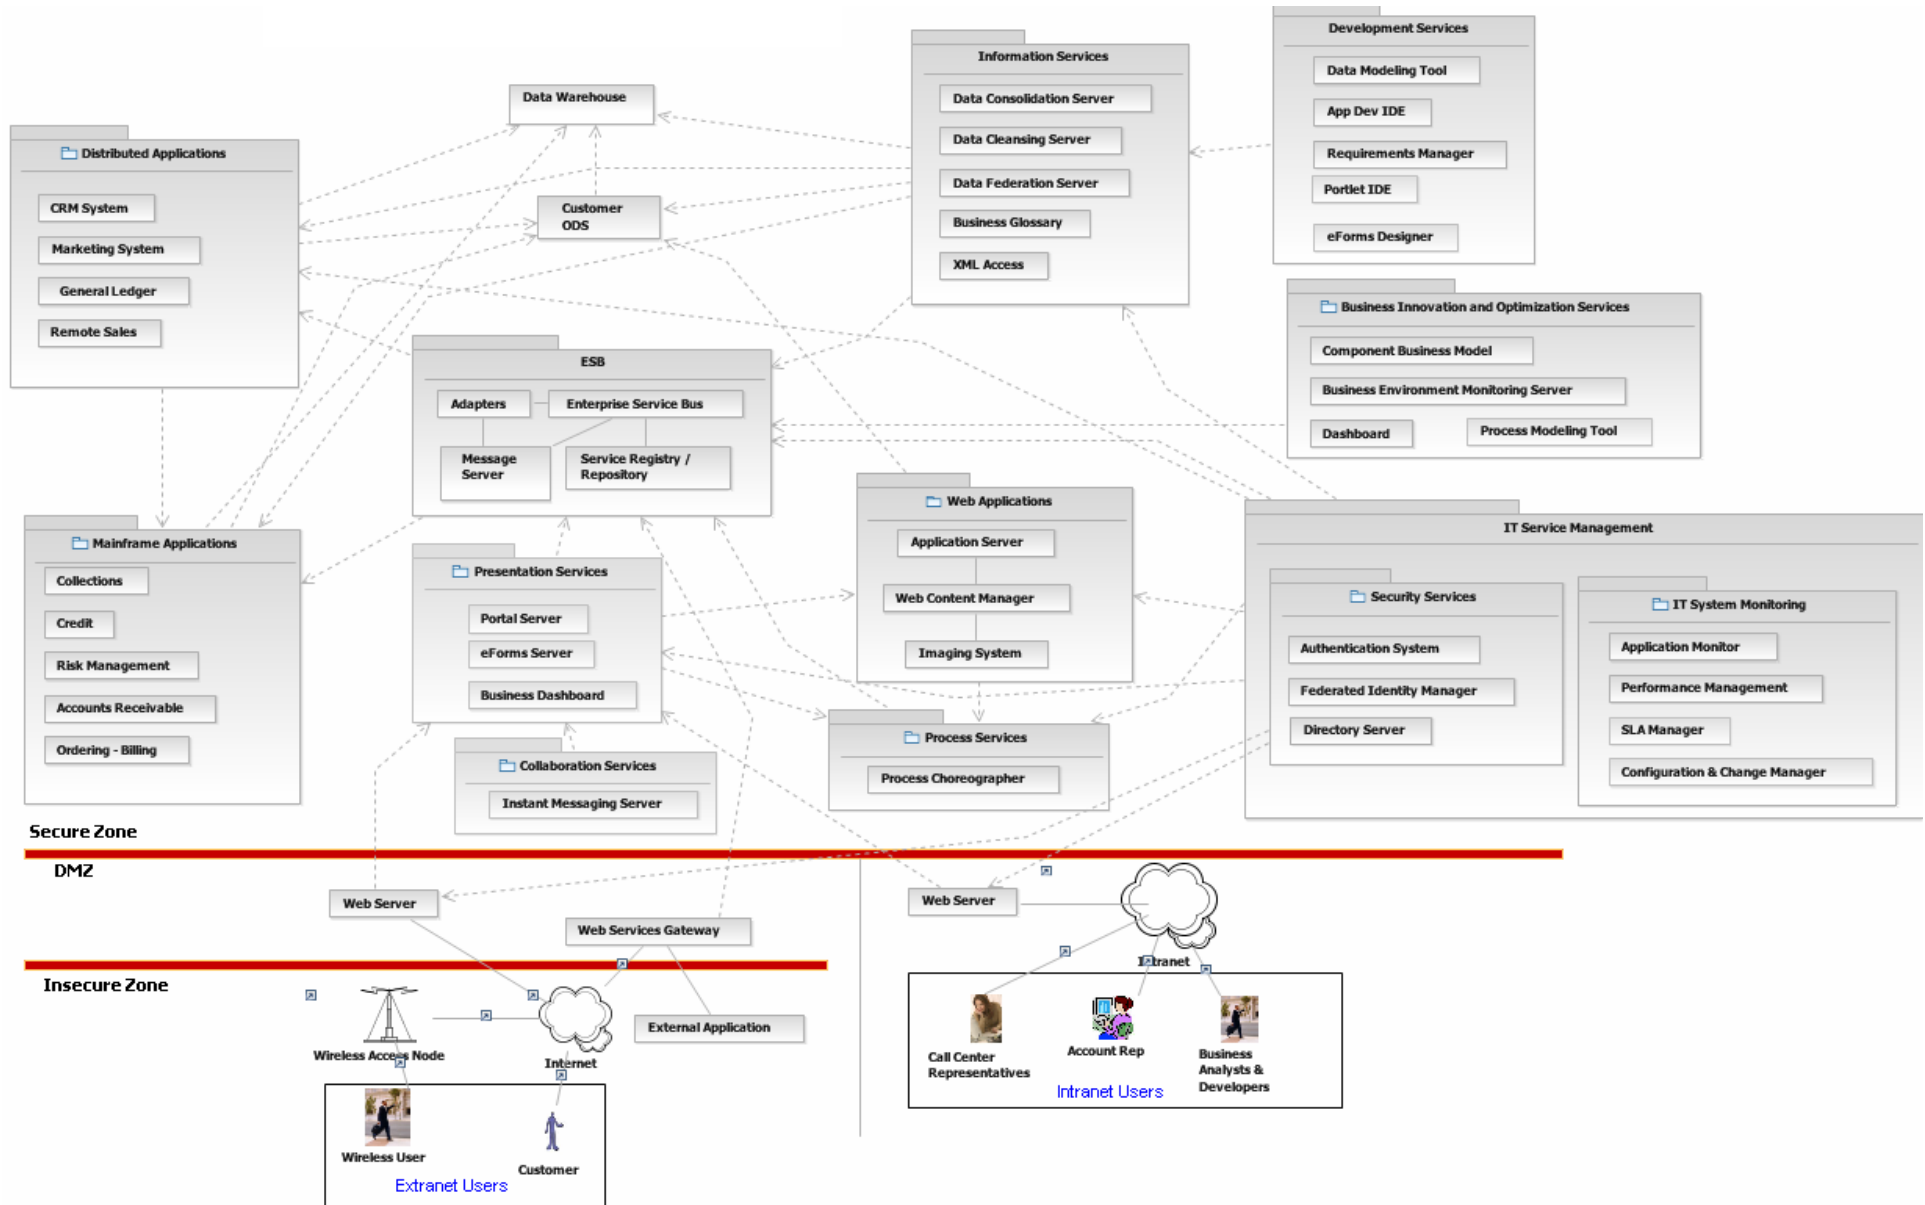 Development Services
Data Modeling Tool
App Dev IDE
Requirements Manager
Portlet IDE
eForms Designer
Information Services
Data Consolidation Server
Data Cleansing Server
Data Federation Server
Business Glossary
XML Access
Data Warehouse
Customer
ODS
Distributed Applications
CRM System
Marketing System
General Ledger
Remote Sales
Business Innovation and Optimization Services
Component Business Model
Business Environment Monitoring Server
Dashboard
Process Modeling Tool
ESB
Adapters
Enterprise Service Bus
Message
Server
Service Registry /
Repository
Web Applications
Application Server
Web Content Manager
Imaging System
IT Service Management
Security Services
Authentication System
Federated Identity Manager
Directory Server
IT System Monitoring
Application Monitor
Performance Management
SLA Manager
Configuration & Change Manager
Mainframe Applications
Collections
Credit
Risk Management
Accounts Receivable
Ordering - Billing
Presentation Services
Portal Server
eForms Server
Business Dashboard
Process Services
Process Choreographer
Collaboration Services
Instant Messaging Server
Secure Zone
DMZ
Web Server
Web Services Gateway
Web Server
Intranet
Insecure Zone
Wireless Access Node
Internet
External Application
Call Center
Representatives
Account Rep
Business
Analysts &
Developers
Intranet Users
Wireless User
Customer
Extranet Users